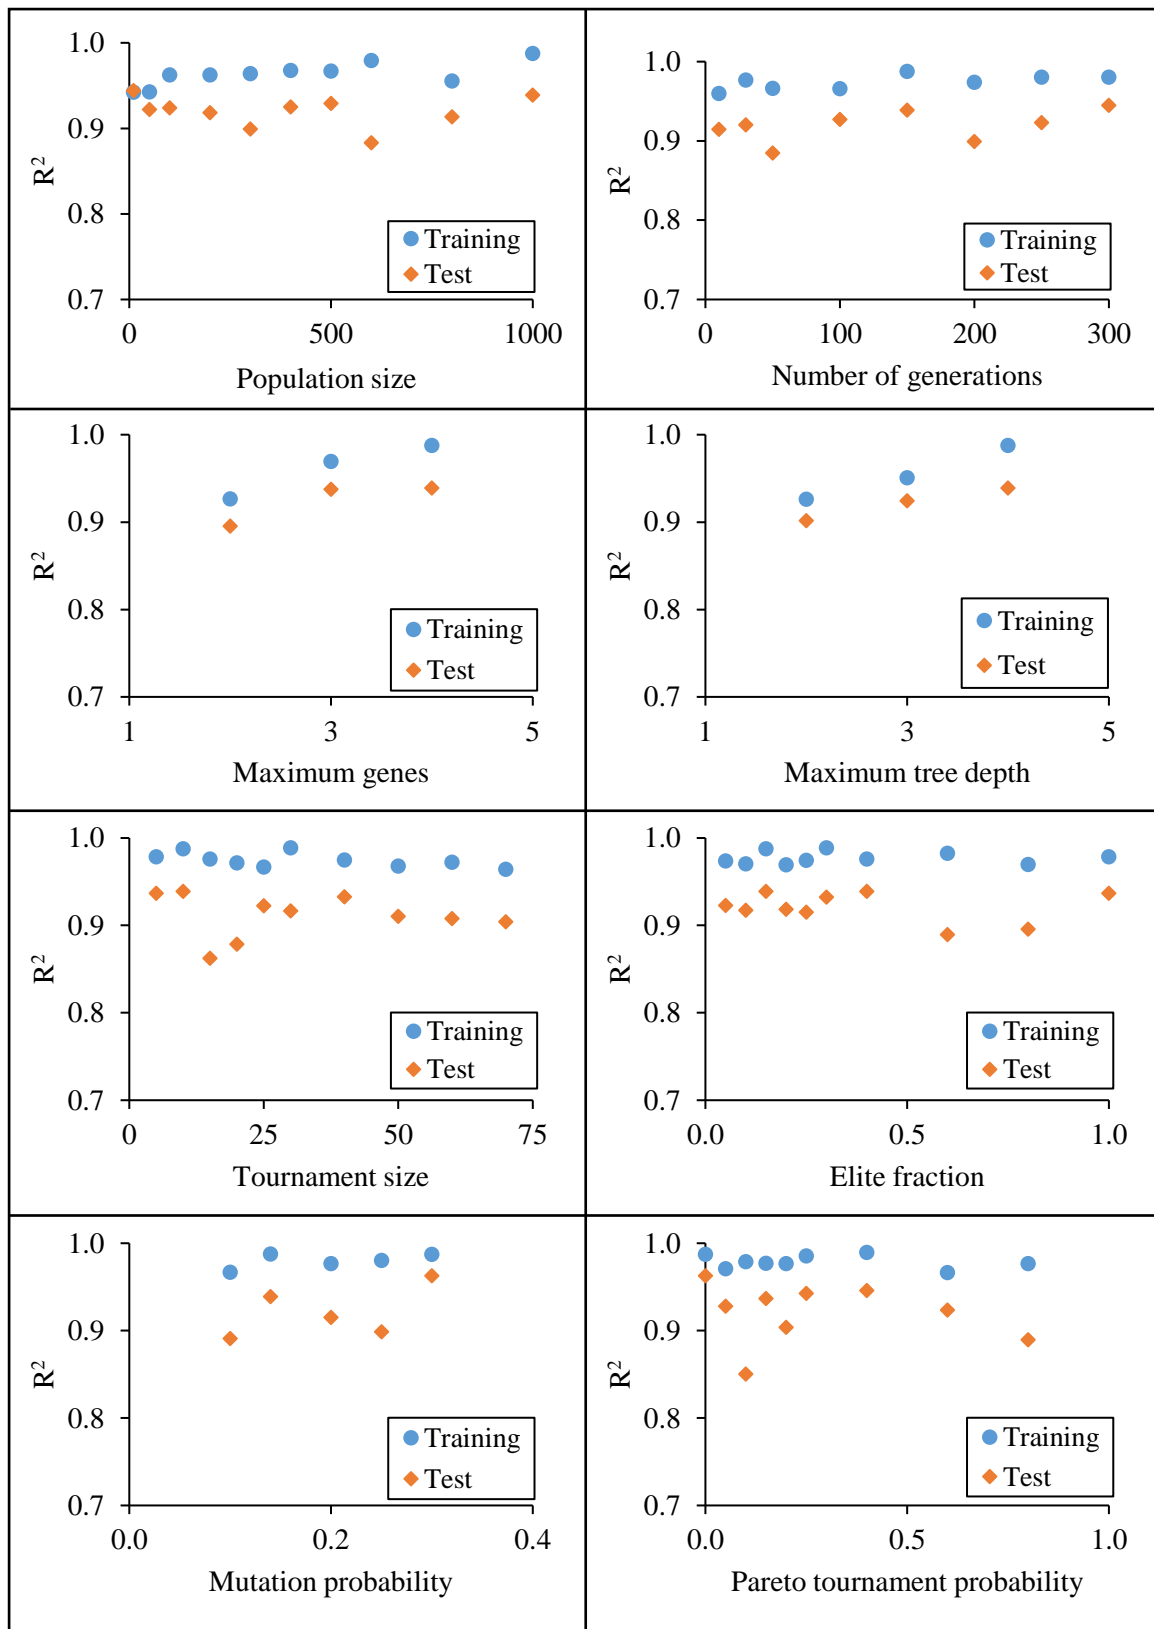 1.0
0.9
0.8
0.7
R²
Training
Test
0 500 1000
Population size
1.0
0.9
0.8
0.7
R²
Training
Test
0 100 200 300
Number of generations
1.0
0.9
0.8
0.7
R²
Training
Test
1 3 5
Maximum genes
1.0
0.9
0.8
0.7
R²
Training
Test
1 3 5
Maximum tree depth
1.0
0.9
0.8
0.7
R²
Training
Test
0 25 50 75
Tournament size
1.0
0.9
0.8
0.7
R²
Training
Test
0.0 0.5 1.0
Elite fraction
1.0
0.9
0.8
0.7
R²
Training
Test
0.0 0.2 0.4
Mutation probability
1.0
0.9
0.8
0.7
R²
Training
Test
0.0 0.5 1.0
Pareto tournament probability